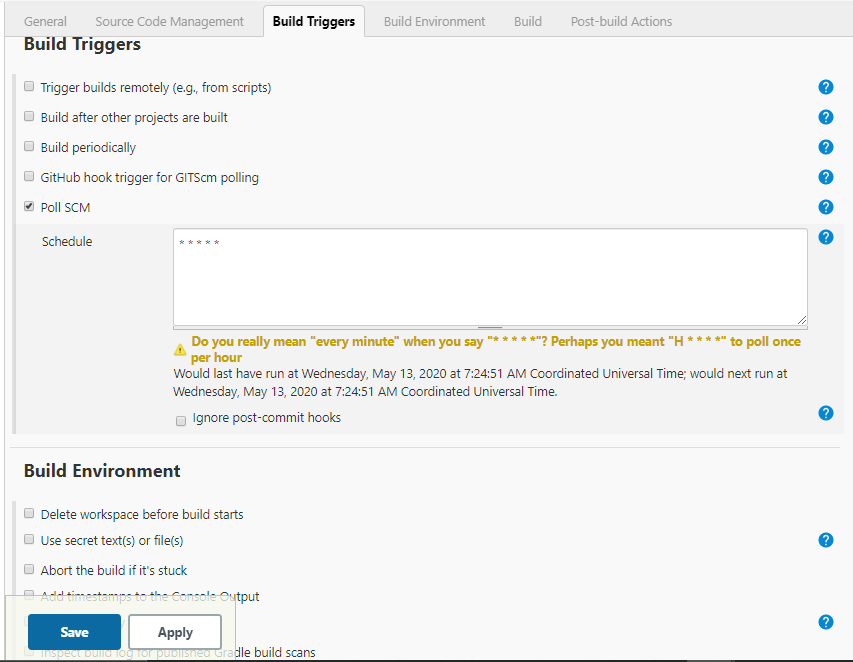 General Source Code Management Build Triggers Build Environment Build Post-build Actions
Build Triggers
Trigger builds remotely (e.g., from scripts)
Build after other projects are built
Build periodically
GitHub hook trigger for GITScm polling
Poll SCM
Schedule
* * * * *
Do you really mean "every minute" when you say "* * * * *"? Perhaps you meant "H * * * *" to poll once
per hour
Would last have run at Wednesday, May 13, 2020 at 7:24:51 AM Coordinated Universal Time; would next run at
Wednesday, May 13, 2020 at 7:24:51 AM Coordinated Universal Time.
Ignore post-commit hooks
Build Environment
Delete workspace before build starts
Use secret text(s) or file(s)
Abort the build if it's stuck
Add timestamps to the Console Output
Save Apply
Inspect build log for published Gradle build scans